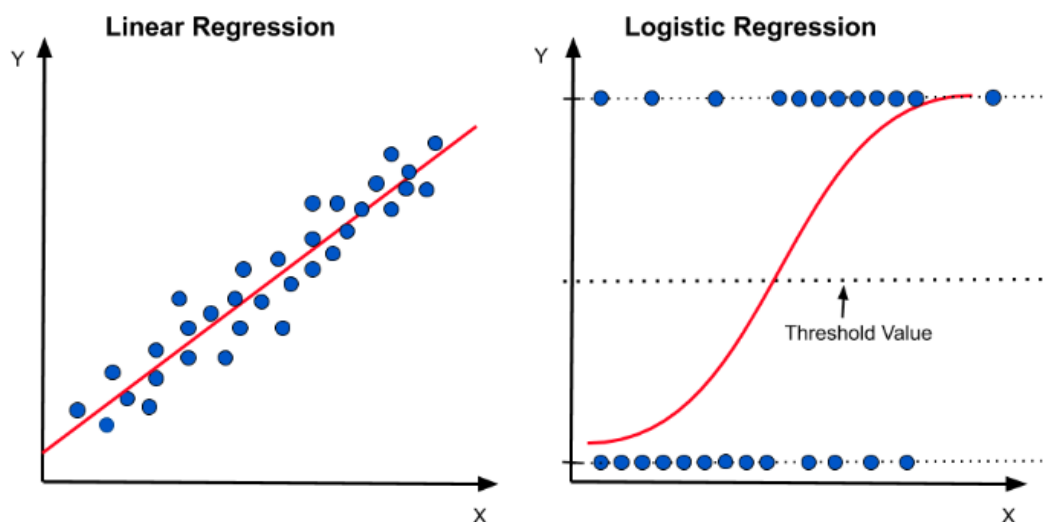 Linear Regression
Y
X
Logistic Regression
Y
Threshold Value
X